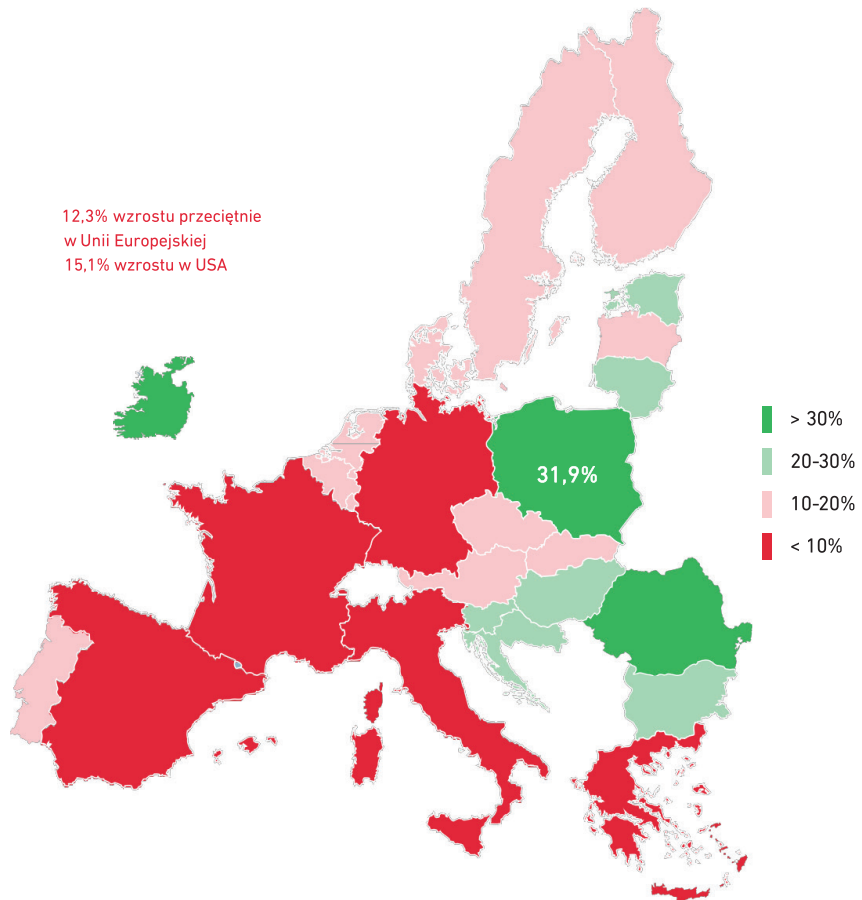 12,3% wzrostu przeciętnie
w Unii Europejskiej
15,1% wzrostu w USA
31,9%
> 30%
20-30%
10-20%
< 10%